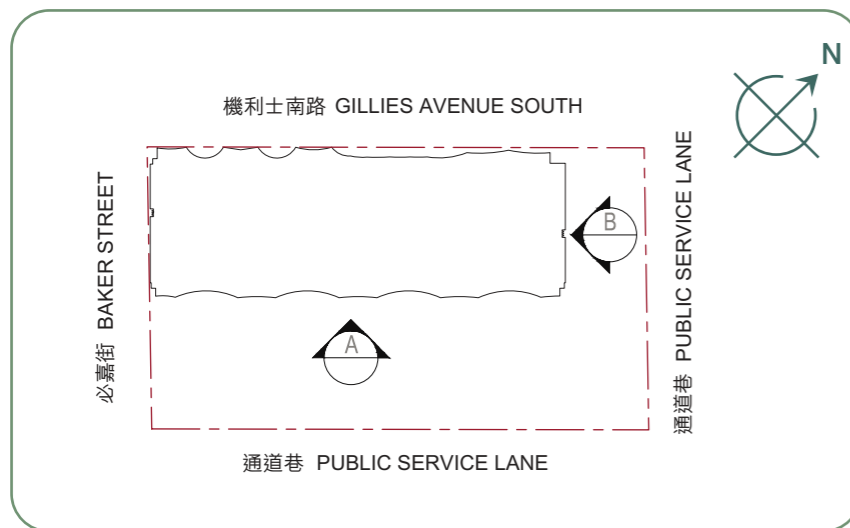 N
機利士南路 GILLIES AVENUE SOUTH
必嘉街 BAKER STREET
通道巷 PUBLIC SERVICE LANE
B
A
通道巷 PUBLIC SERVICE LANE